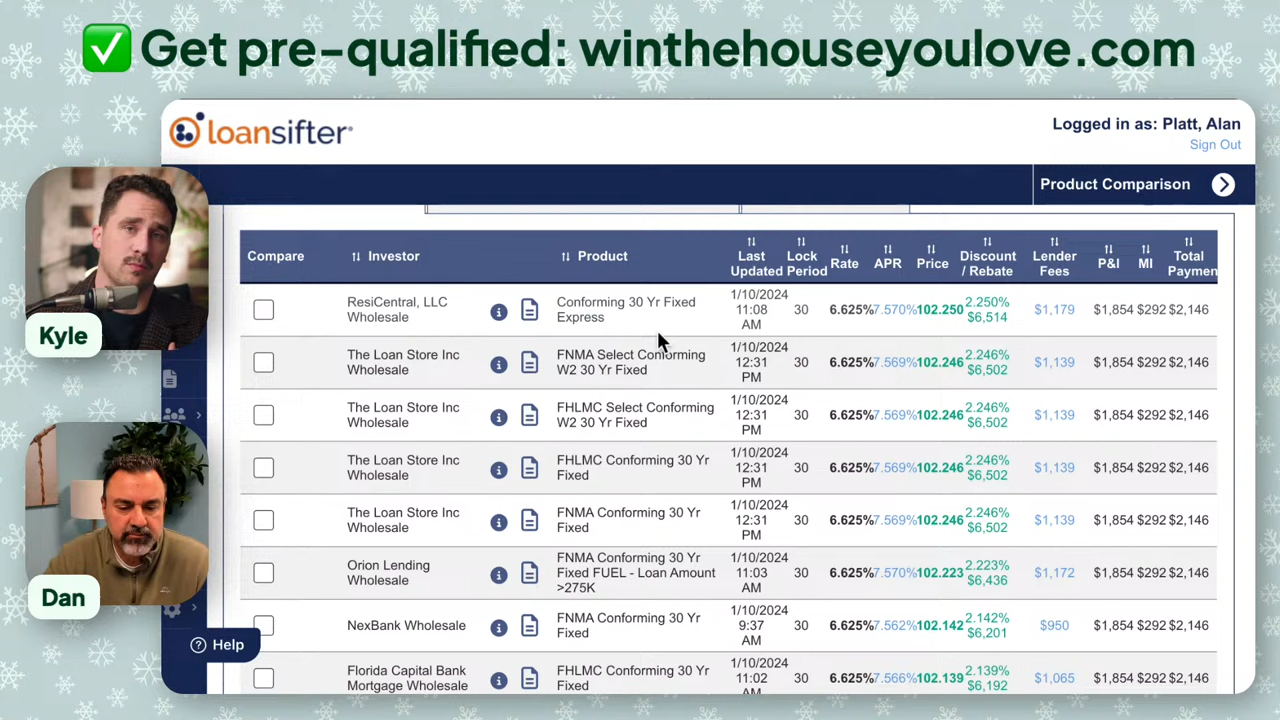 ✅ Get pre-qualified: winthehouseyoulove.com
loansifter
Logged in as: Platt, Alan
Sign Out
Product Comparison
Compare Investor Product Last Updated Lock Period Rate APR Price Discount / Rebate Lender Fees P&I MI Total Paymen
ResiCentral, LLC Wholesale Conforming 30 Yr Fixed Express 1/10/2024 11:08 AM 30 6.625% 7.570% 102.250 2.250% $6,514 $1,179 $1,854 $292 $2,146
The Loan Store Inc Wholesale FNMA Select Conforming W2 30 Yr Fixed 1/10/2024 12:31 PM 30 6.625% 7.569% 102.246 2.246% $6,502 $1,139 $1,854 $292 $2,146
The Loan Store Inc Wholesale FHLMC Select Conforming W2 30 Yr Fixed 1/10/2024 12:31 PM 30 6.625% 7.569% 102.246 2.246% $6,502 $1,139 $1,854 $292 $2,146
The Loan Store Inc Wholesale FHLMC Conforming 30 Yr Fixed 1/10/2024 12:31 PM 30 6.625% 7.569% 102.246 2.246% $6,502 $1,139 $1,854 $292 $2,146
The Loan Store Inc Wholesale FNMA Conforming 30 Yr Fixed 1/10/2024 12:31 PM 30 6.625% 7.569% 102.246 2.246% $6,502 $1,139 $1,854 $292 $2,146
Orion Lending Wholesale FNMA Conforming 30 Yr Fixed FUEL - Loan Amount >275K 1/10/2024 11:03 AM 30 6.625% 7.570% 102.223 2.223% $6,436 $1,172 $1,854 $292 $2,146
NexBank Wholesale FNMA Conforming 30 Yr Fixed 1/10/2024 9:37 AM 30 6.625% 7.562% 102.142 2.142% $6,201 $950 $1,854 $292 $2,146
Florida Capital Bank Mortgage Wholesale FHLMC Conforming 30 Yr Fixed 1/10/2024 11:02 AM 30 6.625% 7.566% 102.139 2.139% $6,192 $1,065 $1,854 $292 $2,146
Kyle
Dan
Help